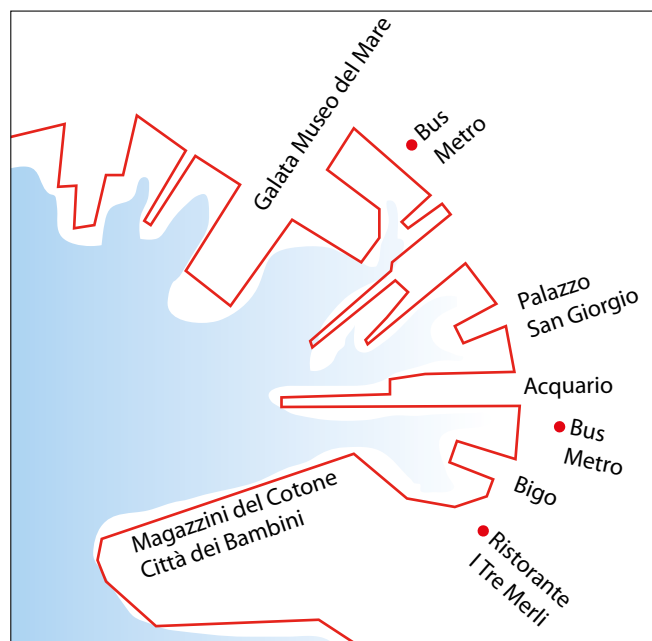 Galata Museo del Mare
Bus
Metro
Palazzo
San Giorgio
Acquario
Bus
Metro
Bigo
Magazzini del Cotone
Città dei Bambini
Ristorante
I Tre Merli